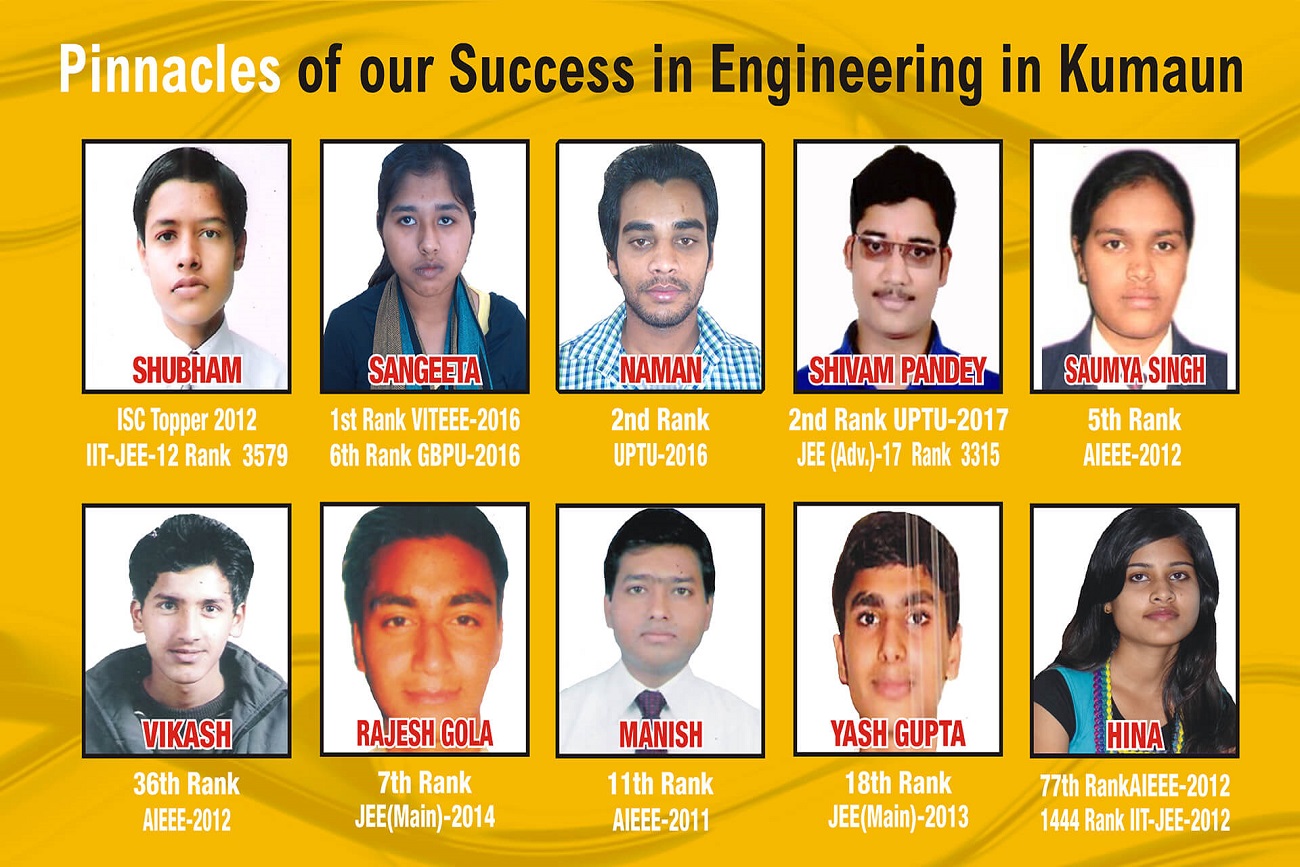 Pinnacles of our Success in Engineering in Kumaun
SHUBHAM
ISC Topper 2012
IIT-JEE-12 Rank 3579
SANGEETA
1st Rank VITEEE-2016
6th Rank GBPU-2016
NAMAN
2nd Rank
UPTU-2016
SHIVAM PANDEY
2nd Rank UPTU-2017
JEE (Adv.)-17 Rank 3315
SAUMYA SINGH
5th Rank
AIEEE-2012
VIKASH
36th Rank
AIEEE-2012
RAJESH GOLA
7th Rank
JEE(Main)-2014
MANISH
11th Rank
AIEEE-2011
YASH GUPTA
18th Rank
JEE(Main)-2013
HINA
77th RankAIEEE-2012
1444 Rank IIT-JEE-2012